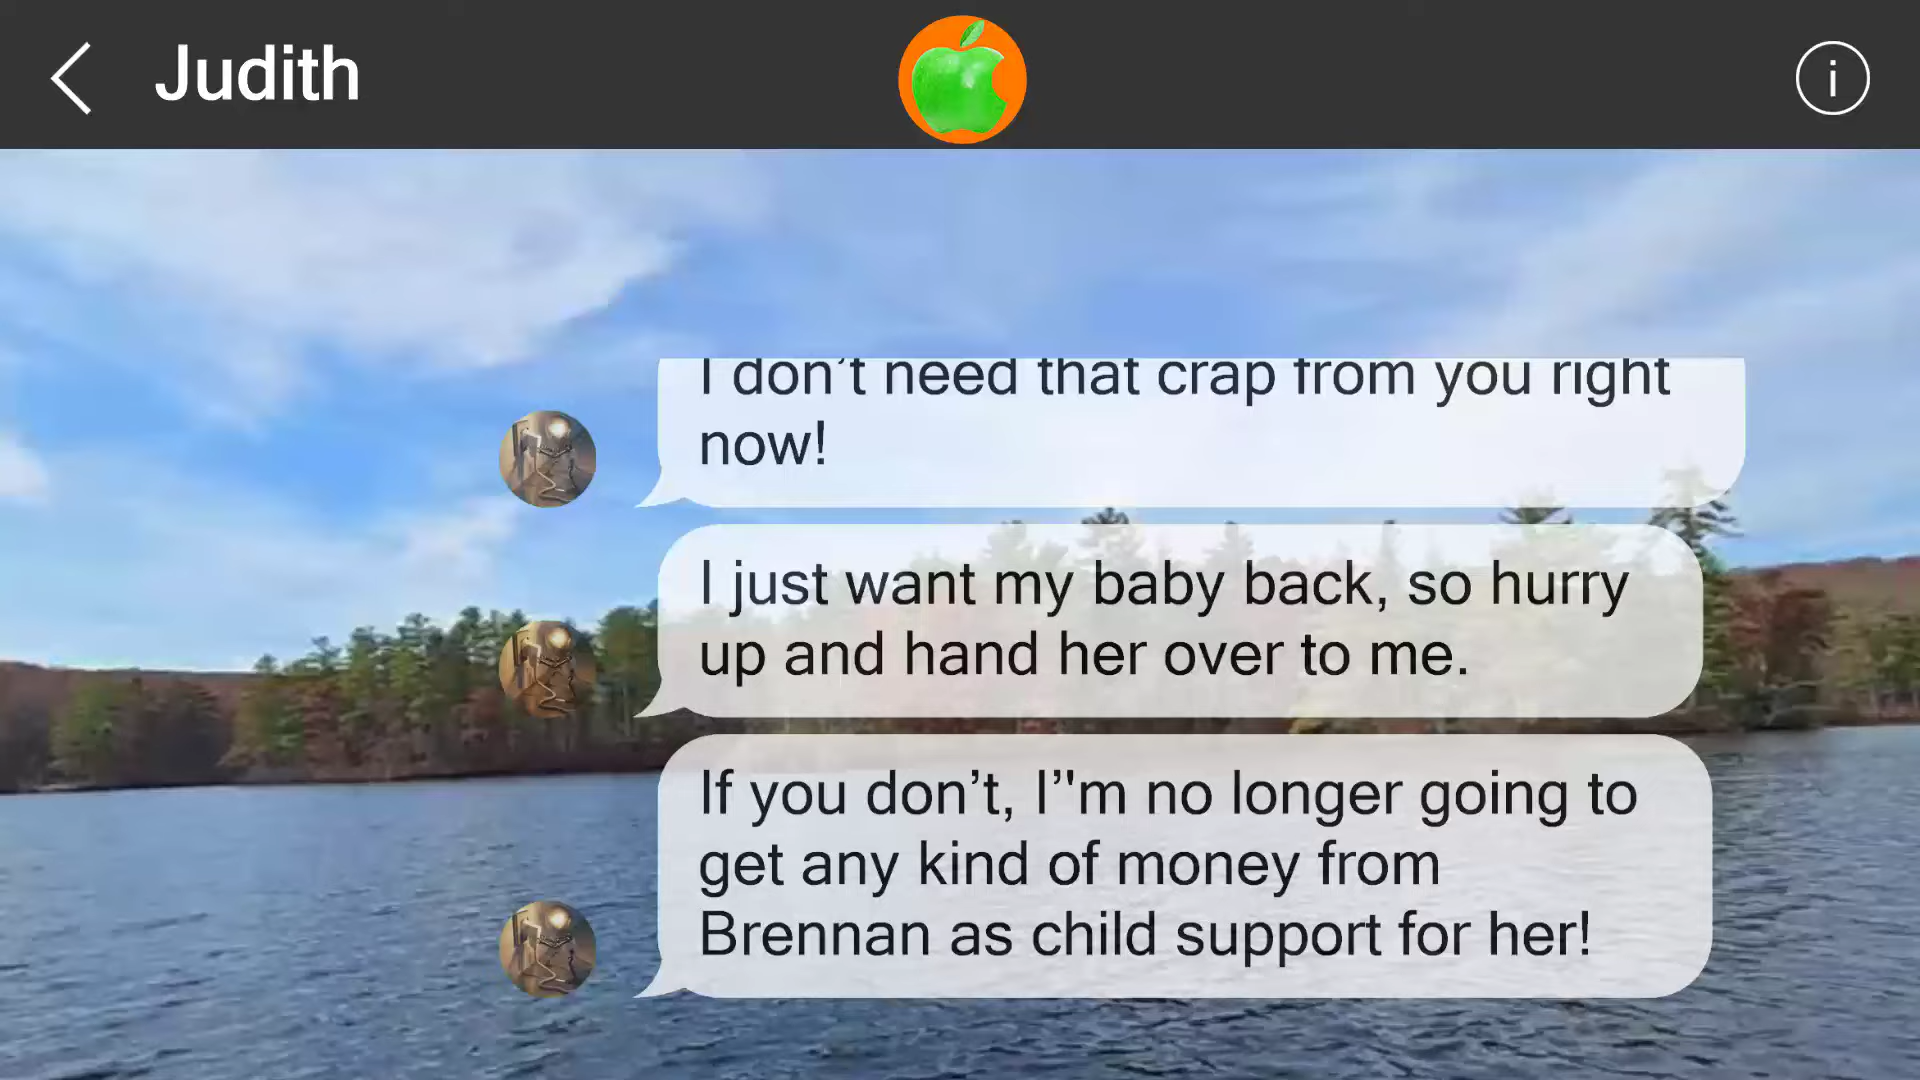 Judith
I don’t need that crap from you right
now!
I just want my baby back, so hurry
up and hand her over to me.
If you don’t, I’'m no longer going to
get any kind of money from
Brennan as child support for her!